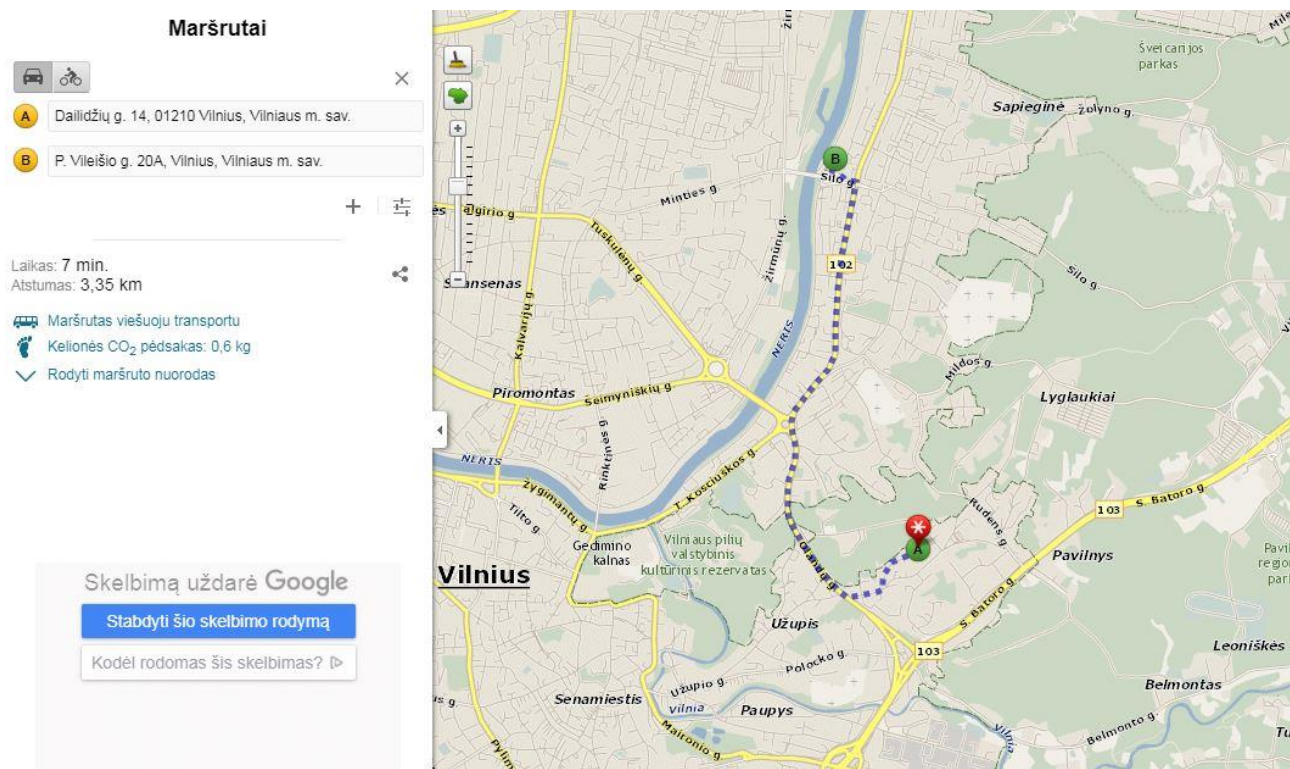 Maršrutai
A Dailidžių g. 14, 01210 Vilnius, Vilniaus m. sav.
B P. Vileišio g. 20A, Vilnius, Vilniaus m. sav.
Laikas: 7 min.
Atstumas: 3,35 km
Maršrutas viešuoju transportu
Kelionės CO2 pėdsakas: 0,6 kg
Rodyti maršruto nuorodas
Skelbimą uždarė Google
Stabdyti šio skelbimo rodymą
Kodėl rodomas šis skelbimas?
Šveicarijos
parkas
Sapieginė
Žolyno g.
B
Šilo g.
Minties g
algirio g.
Tuskulėnų g.
Žirmūnų g.
102
Šilo g.
Kalvarijų g.
NERIS
Mildos g
Piromontas
Šeimyniškių g.
Lyglaukiai
Rinktinės g.
NERIS
T. Kosciuškos g.
Žygimantų g.
S. Batoro g.
103
Tilto g.
Rudens g.
Gedimino
kalnas
Vilniaus pilių
valstybinis
kultūrinis rezervatas
Olandų g.
A
Pavilnys
Vilnius
S. Batoro g.
Užupis
Leoniškės
103
Polocko g.
Užupio g
Belmontas
Senamiestis
Vilnia
Paupys
Vilnia
Belmonto g.
Maironio g